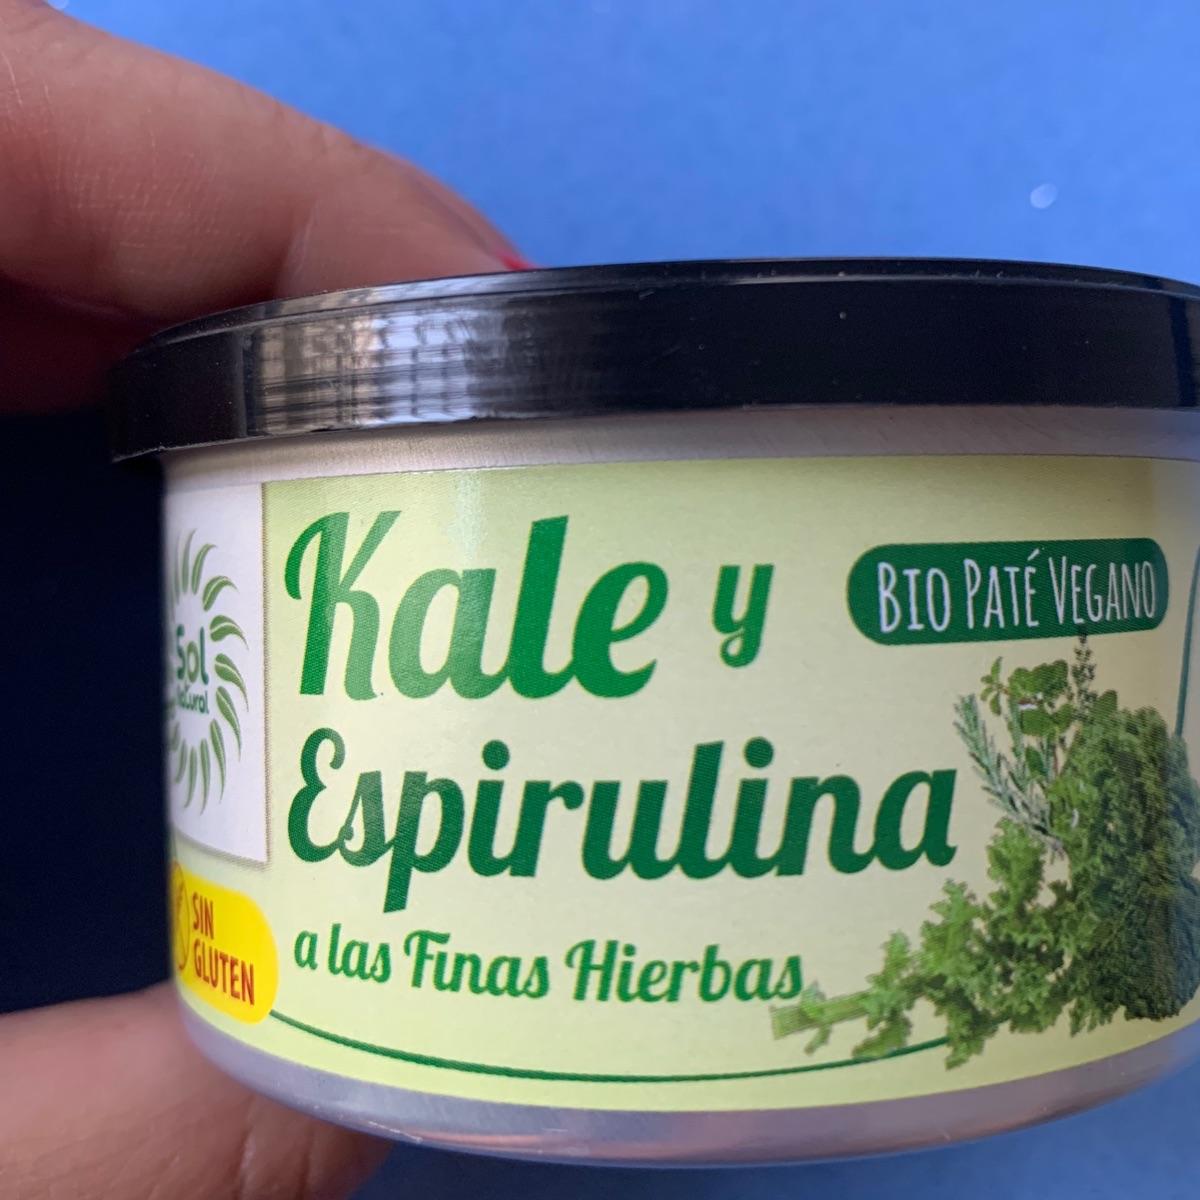 Kale y
BIO PATÉ VEGANO
Espirulina
a las Finas Hierbas
Sol
Natural
SIN
GLUTEN